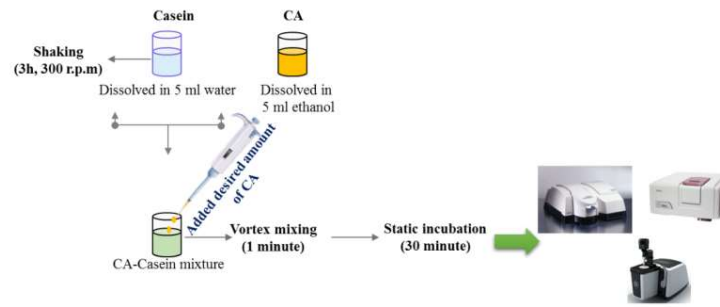 Casein
CA
Shaking
(3h, 300 r.p.m)
Dissolved in 5 ml water
Dissolved in
5 ml ethanol
Added desired amount
of CA
Vortex mixing
(1 minute)
Static incubation
(30 minute)
CA-Casein mixture